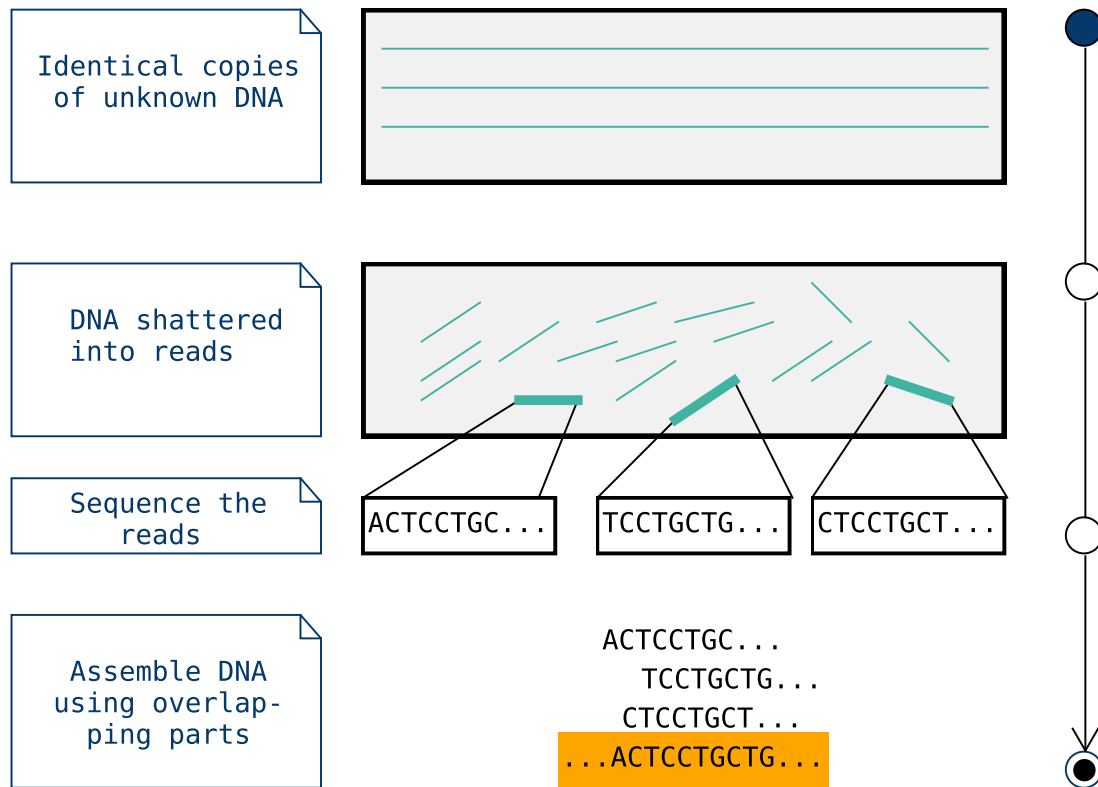 Identical copies
of unknown DNA
DNA shattered
into reads
Sequence the
reads
ACTCCTGC...
TCCTGCTG...
CTCCTGCT...
Assemble DNA
using overlap-
ping parts
ACTCCTGC...
TCCTGCTG...
CTCCTGCT...
...ACTCCTGCTG...